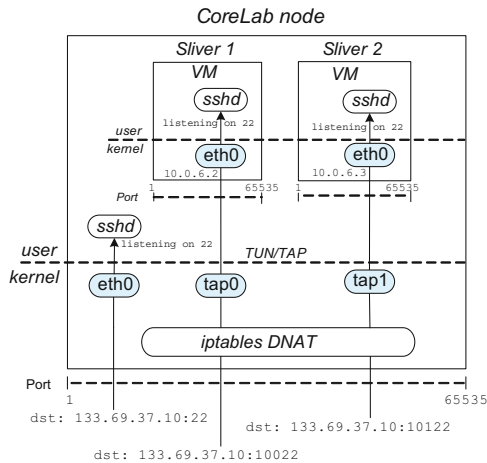 CoreLab node
Sliver 1
Sliver 2
VM
VM
sshd
sshd
listening on 22
listening on 22
user
kernel
eth0
eth0
10.0.6.2
10.0.6.3
1
65535
1
65535
Port
sshd
listening on 22
user
kernel
TUN/TAP
eth0
tap0
tap1
iptables DNAT
Port
1
65535
dst: 133.69.37.10:22
dst: 133.69.37.10:10122
dst: 133.69.37.10:10022